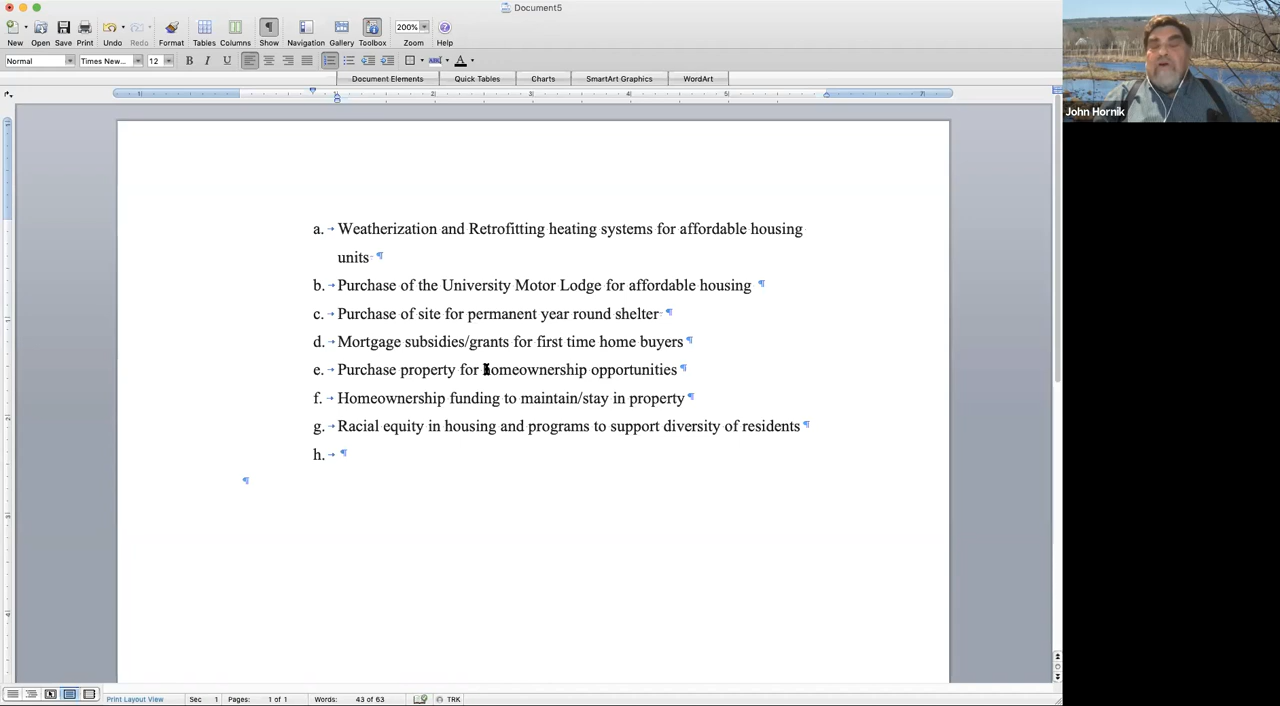 Document5
New Open Save Print Undo Redo Format Tables Columns Show Navigation Gallery Toolbox Zoom Help
200%
Normal Times New... 12 B I U
Document Elements Quick Tables Charts SmartArt Graphics WordArt
John Hornik
a. Weatherization and Retrofitting heating systems for affordable housing
units
b. Purchase of the University Motor Lodge for affordable housing
c. Purchase of site for permanent year round shelter
d. Mortgage subsidies/grants for first time home buyers
e. Purchase property for homeownership opportunities
f. Homeownership funding to maintain/stay in property
g. Racial equity in housing and programs to support diversity of residents
h.
Print Layout View Sec 1 Pages: 1 of 1 Words: 43 of 63 TRK